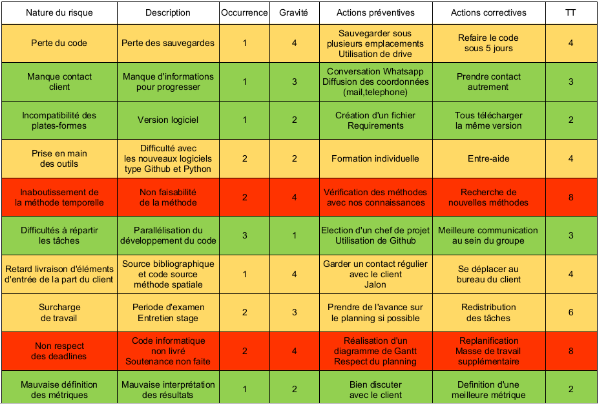 Nature du risque Description Occurrence Gravité Actions préventives Actions correctives TT
Perte du code Perte des sauvegardes 1 4 Sauvegarder sous
plusieurs emplacements
Utilisation de drive Refaire le code
sous 5 jours 4
Manque contact
client Manque d'informations
pour progresser 1 3 Conversation Whatsapp
Diffusion des coordonnées
(mail,telephone) Prendre contact
autrement 3
Incompatibilité des
plates-formes Version logiciel 1 2 Création d'un fichier
Requirements Tous télécharger
la même version 2
Prise en main
des outils Difficulté avec
les nouveaux logiciels
type Github et Python 2 2 Formation individuelle Entre-aide 4
Inaboutissement de
la méthode temporelle Non faisabilité
de la méthode 2 4 Vérification des méthodes
avec nos connaissances Recherche de
nouvelles méthodes 8
Difficultés à répartir
les tâches Parallélisation du
développement du code 3 1 Election d'un chef de projet
Utilisation de Github Meilleure communication
au sein du groupe 3
Retard livraison d'éléments
d'entrée de la part du client Source bibliographique
et code source
méthode spatiale 1 4 Garder un contact régulier
avec le client
Jalon Se déplacer au
bureau du client 4
Surcharge
de travail Periode d'examen
Entretien stage 2 3 Prendre de l'avance sur
le planning si possible Redistribution
des tâches 6
Non respect
des deadlines Code informatique
non livré
Soutenance non faite 2 4 Réalisation d'un
diagramme de Gantt
Respect du planning Replanification
Masse de travail
supplémentaire 8
Mauvaise définition
des métriques Mauvaise interprétation
des résultats 1 2 Bien discuter
avec le client Definition d'une
meilleure métrique 2